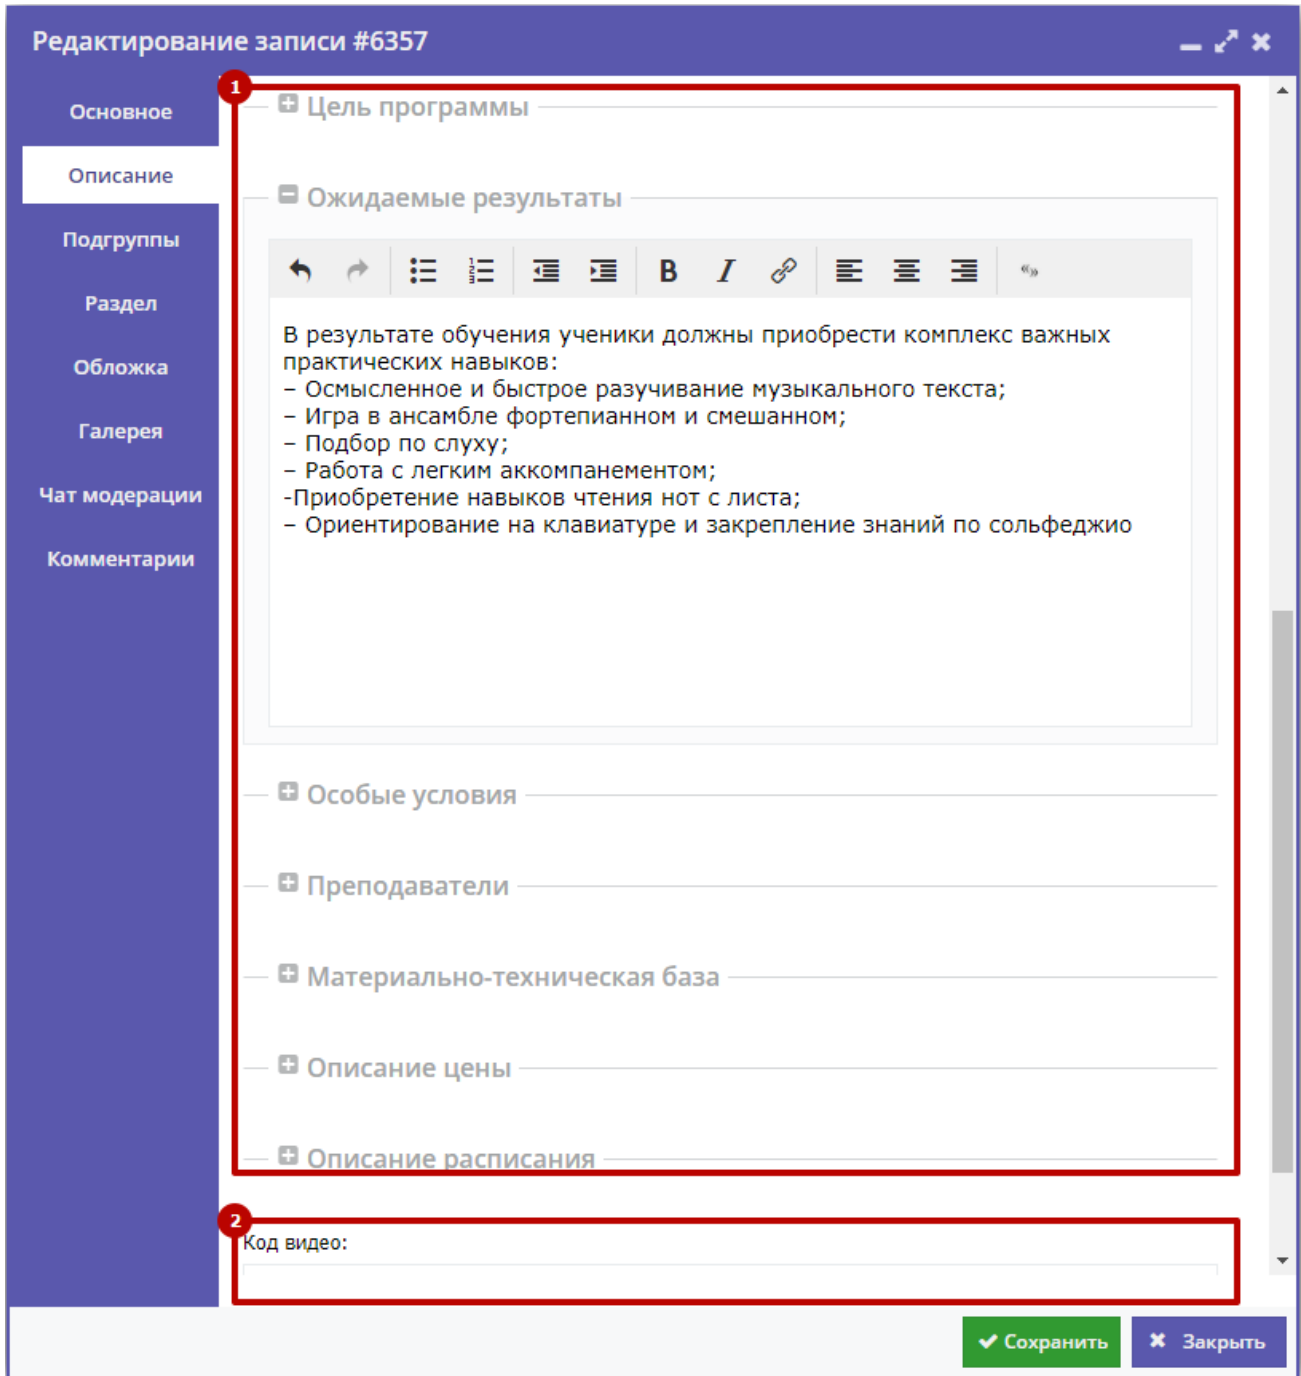 Редактирование записи #6357
Основное
Описание
Подгруппы
Раздел
Обложка
Галерея
Чат модерации
Комментарии
1
Цель программы
Ожидаемые результаты
B I
В результате обучения ученики должны приобрести комплекс важных
практических навыков:
– Осмысленное и быстрое разучивание музыкального текста;
– Игра в ансамбле фортепианном и смешанном;
– Подбор по слуху;
– Работа с легким аккомпанементом;
-Приобретение навыков чтения нот с листа;
– Ориентирование на клавиатуре и закрепление знаний по сольфеджио
Особые условия
Преподаватели
Материально-техническая база
Описание цены
Описание расписания
2
Код видео:
Сохранить
Закрыть